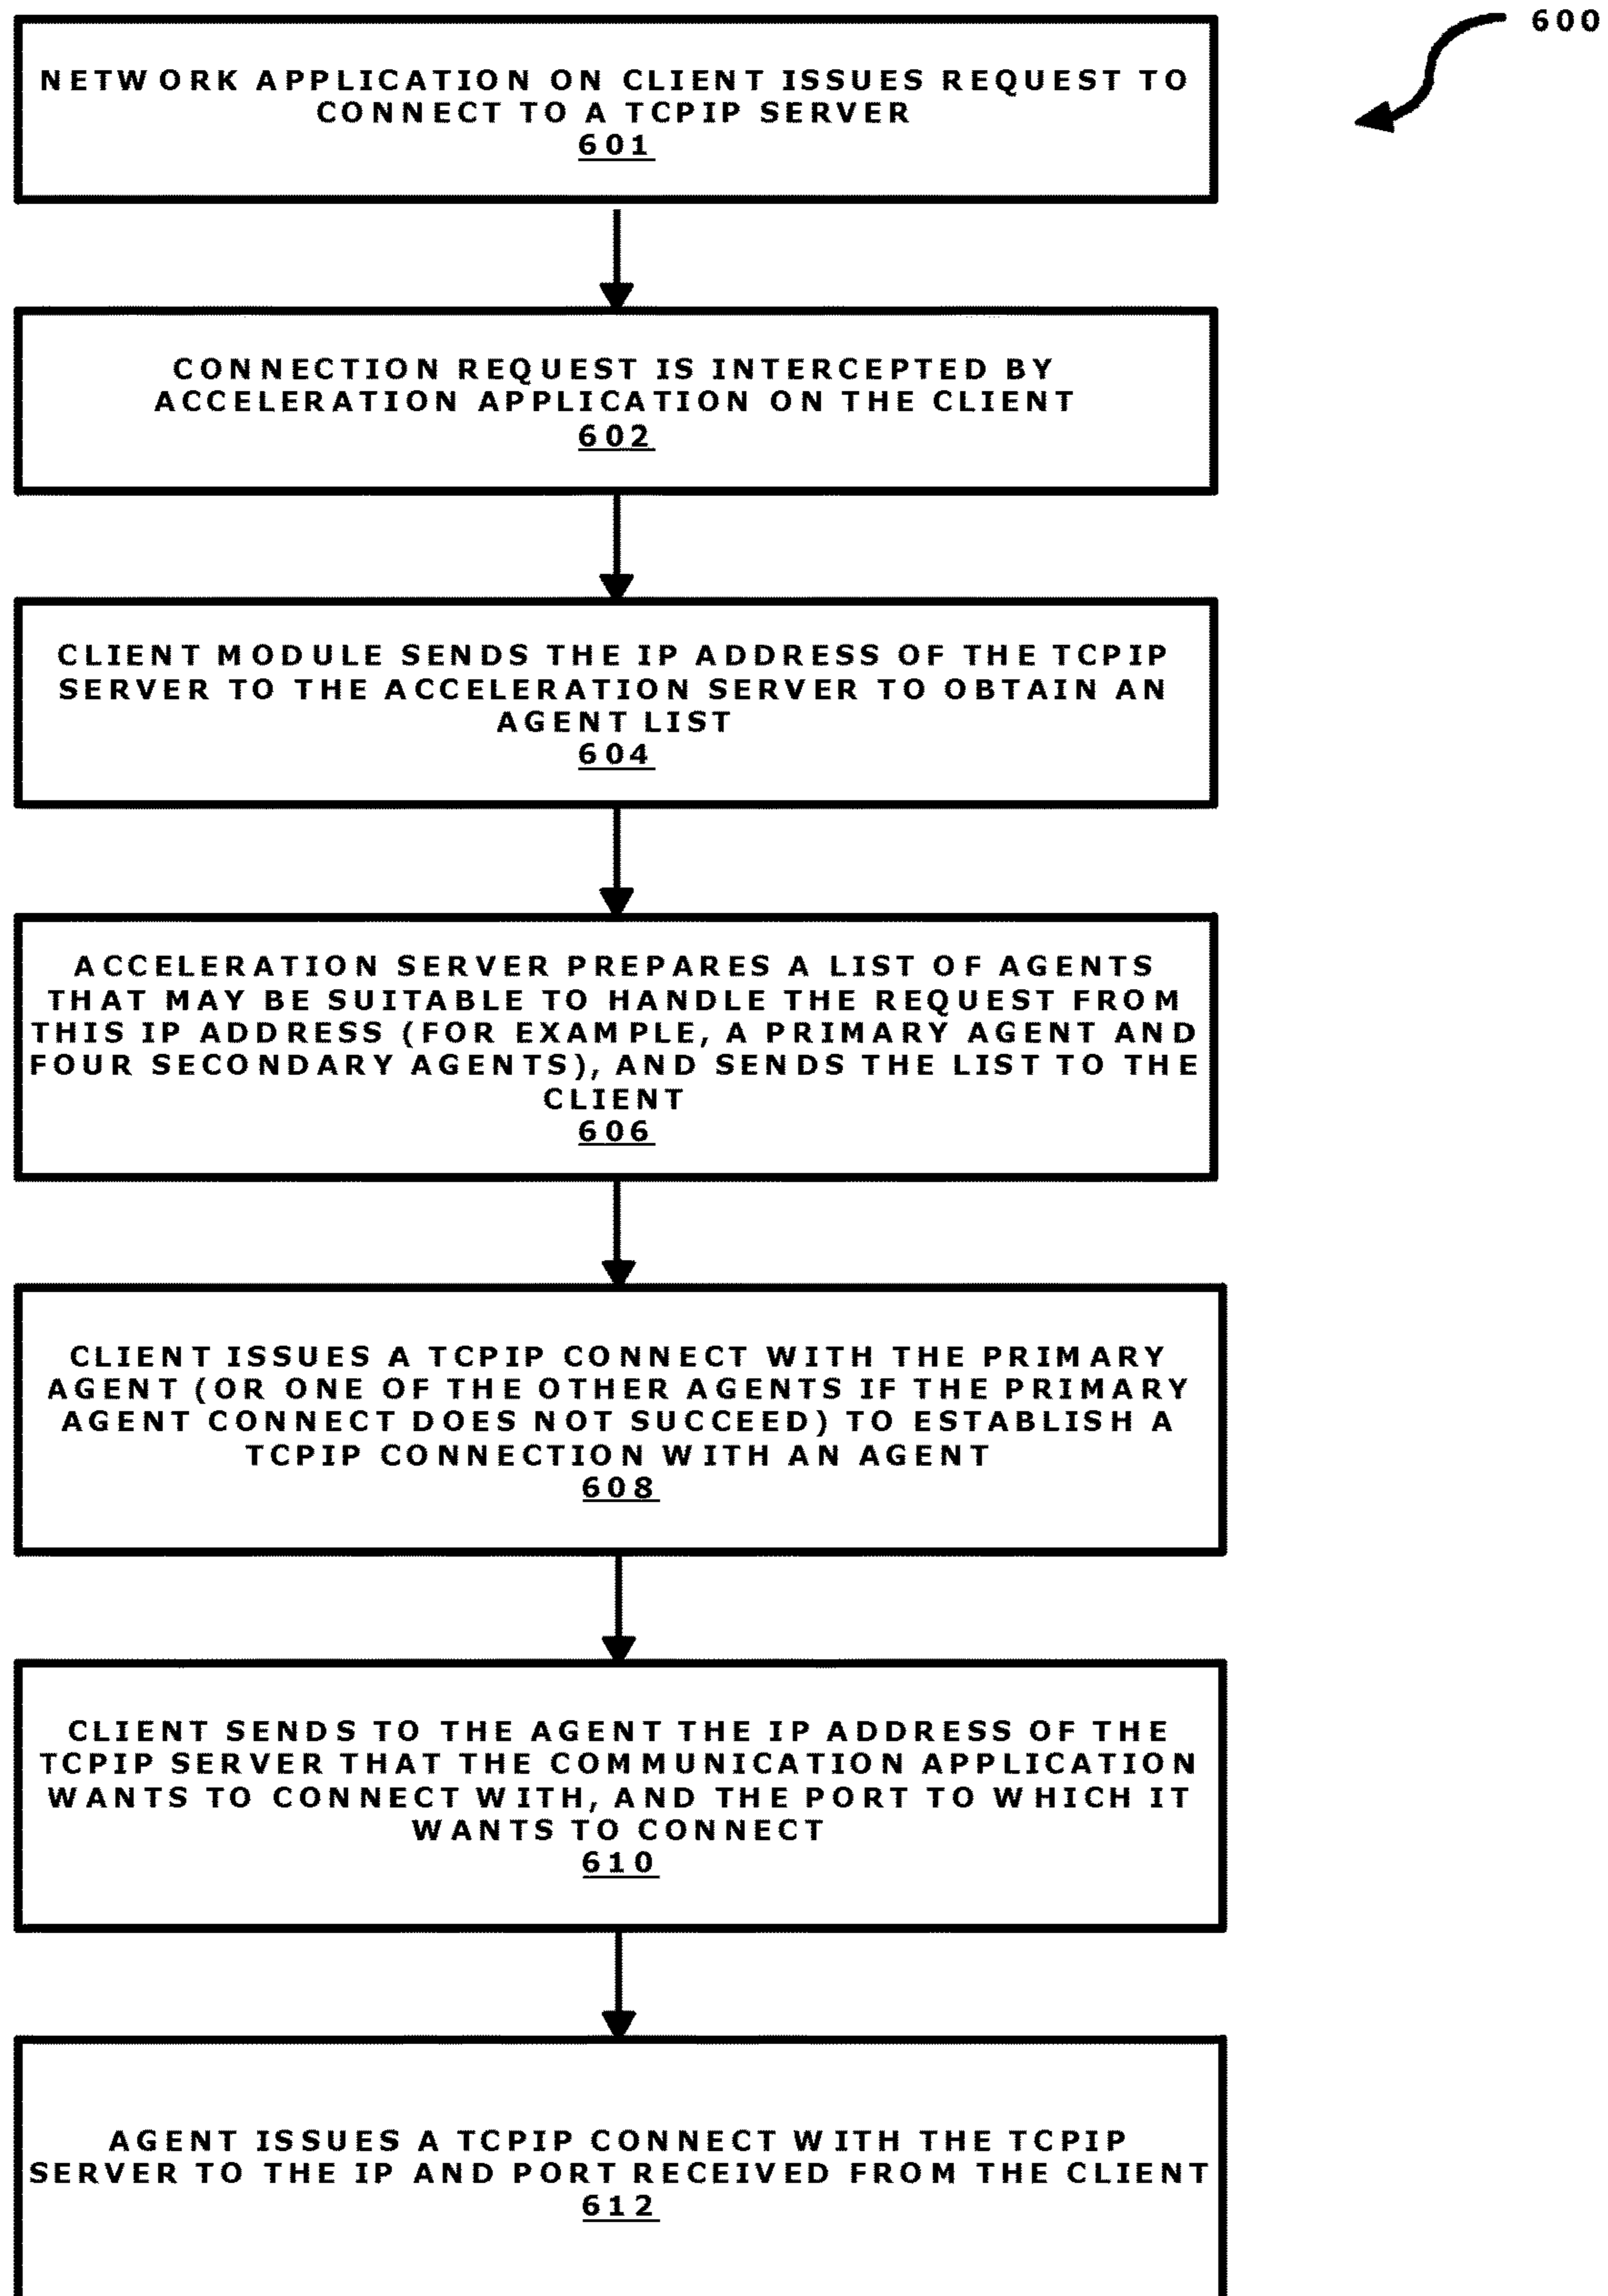 600
NETWORK APPLICATION ON CLIENT ISSUES REQUEST TO
CONNECT TO A TCPIP SERVER
601
CONNECTION REQUEST IS INTERCEPTED BY
ACCELERATION APPLICATION ON THE CLIENT
602
CLIENT MODULE SENDS THE IP ADDRESS OF THE TCPIP
SERVER TO THE ACCELERATION SERVER TO OBTAIN AN
AGENT LIST
604
ACCELERATION SERVER PREPARES A LIST OF AGENTS
THAT MAY BE SUITABLE TO HANDLE THE REQUEST FROM
THIS IP ADDRESS (FOR EXAMPLE, A PRIMARY AGENT AND
FOUR SECONDARY AGENTS), AND SENDS THE LIST TO THE
CLIENT
606
CLIENT ISSUES A TCPIP CONNECT WITH THE PRIMARY
AGENT (OR ONE OF THE OTHER AGENTS IF THE PRIMARY
AGENT CONNECT DOES NOT SUCCEED) TO ESTABLISH A
TCPIP CONNECTION WITH AN AGENT
608
CLIENT SENDS TO THE AGENT THE IP ADDRESS OF THE
TCPIP SERVER THAT THE COMMUNICATION APPLICATION
WANTS TO CONNECT WITH, AND THE PORT TO WHICH IT
WANTS TO CONNECT
610
AGENT ISSUES A TCPIP CONNECT WITH THE TCPIP
SERVER TO THE IP AND PORT RECEIVED FROM THE CLIENT
612